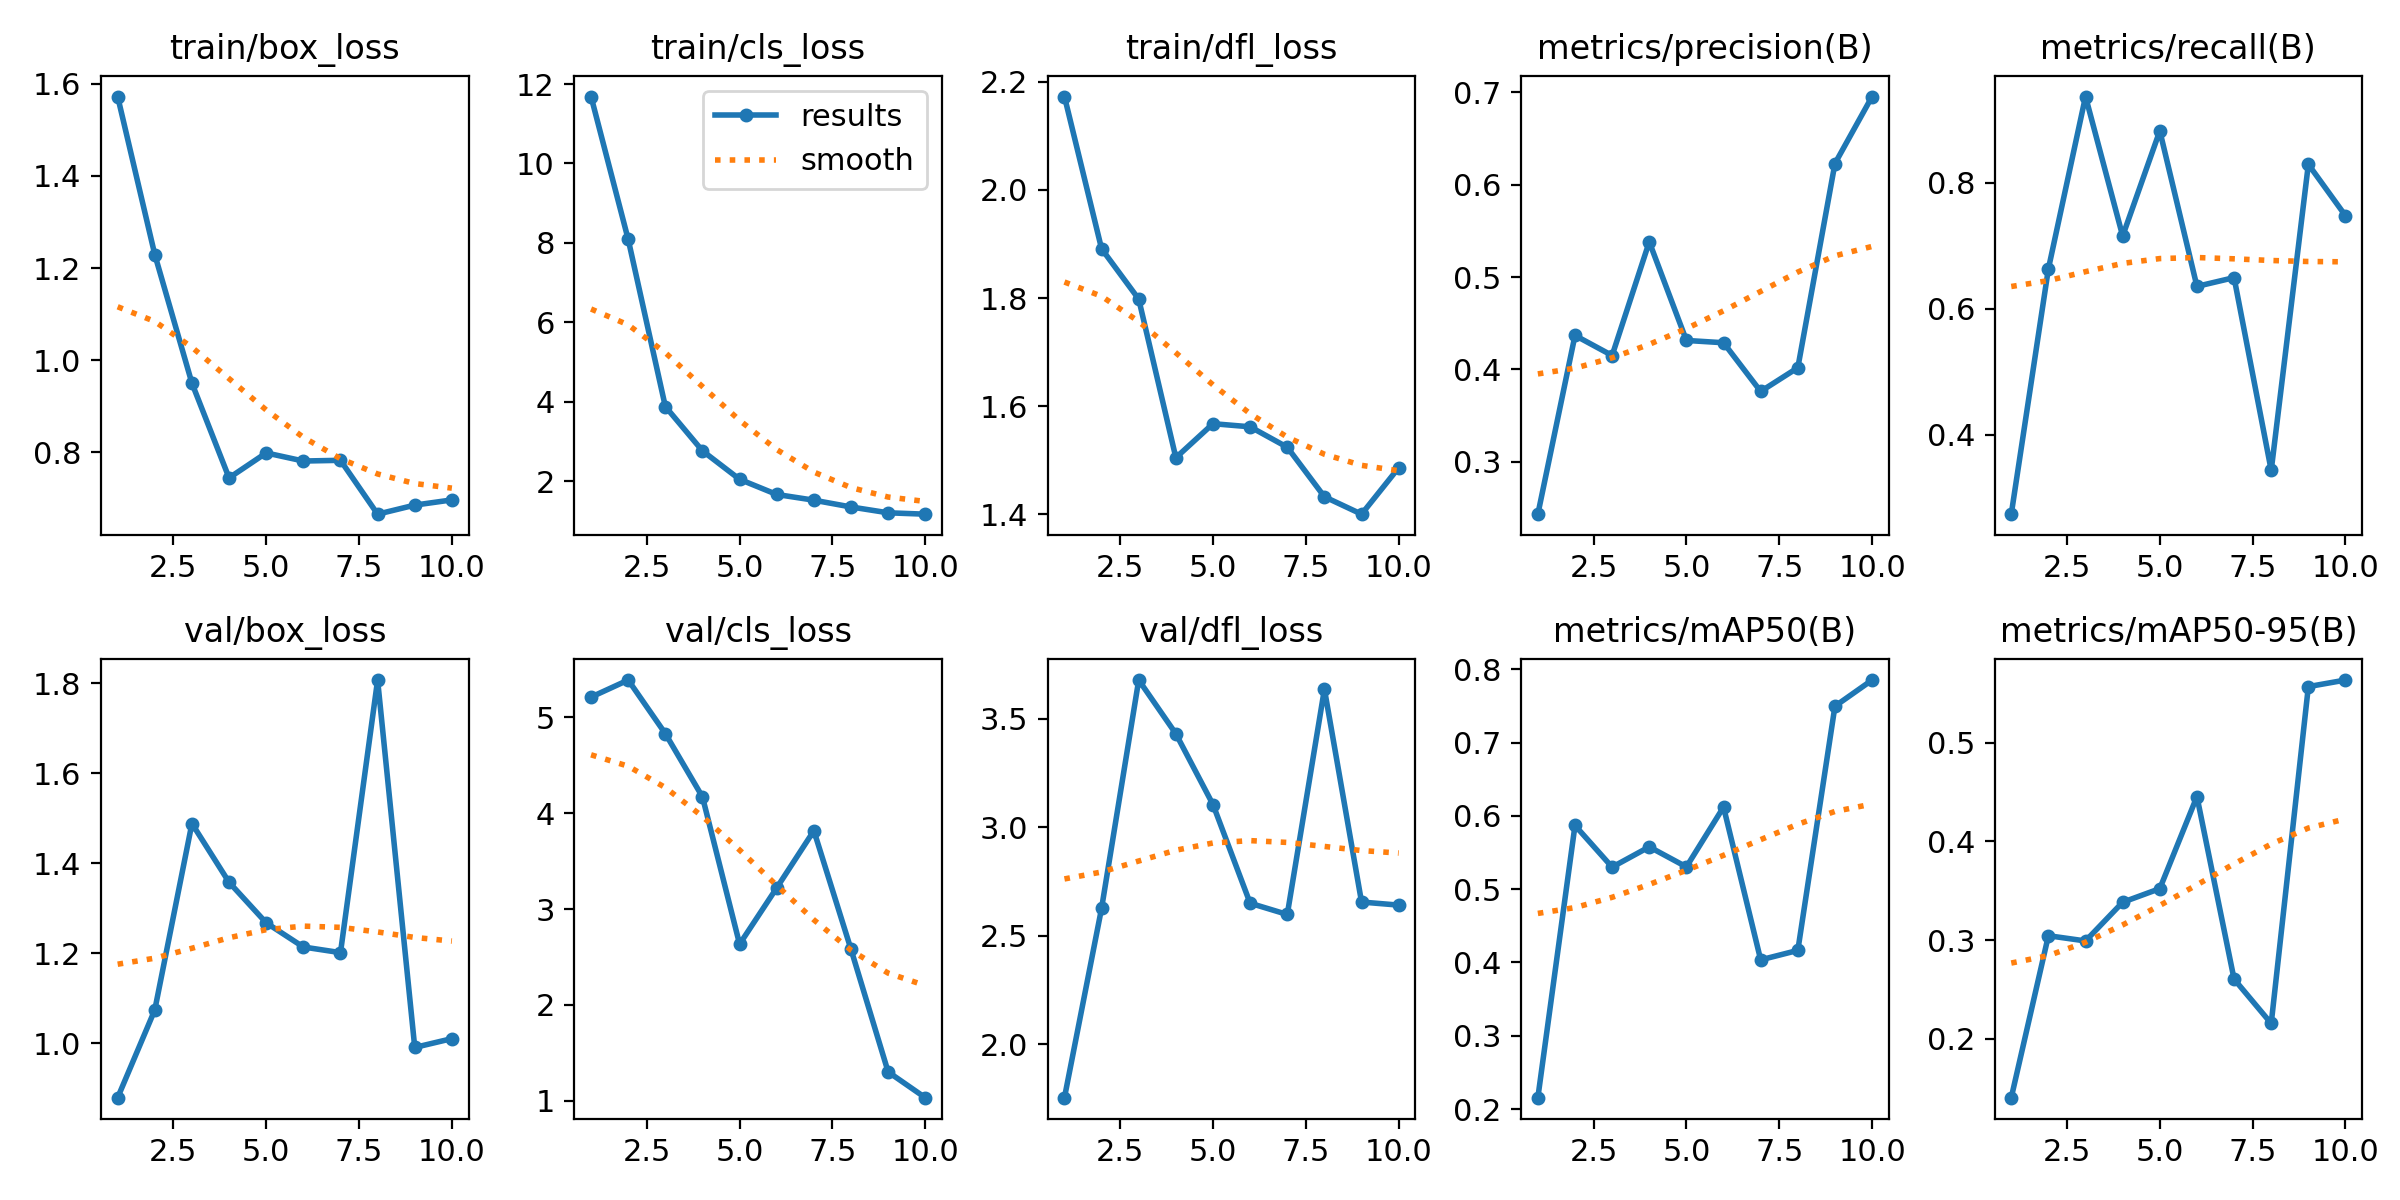 train/box_loss
train/cls_loss
train/dfl_loss
metrics/precision(B)
metrics/recall(B)
1.6
1.4
1.2
1.0
0.8
2.5 5.0 7.5 10.0
12
10
8
6
4
2
results
smooth
2.5 5.0 7.5 10.0
2.2
2.0
1.8
1.6
1.4
2.5 5.0 7.5 10.0
0.7
0.6
0.5
0.4
0.3
2.5 5.0 7.5 10.0
0.8
0.6
0.4
2.5 5.0 7.5 10.0
val/box_loss
val/cls_loss
val/dfl_loss
metrics/mAP50(B)
metrics/mAP50-95(B)
1.8
1.6
1.4
1.2
1.0
2.5 5.0 7.5 10.0
5
4
3
2
1
2.5 5.0 7.5 10.0
3.5
3.0
2.5
2.0
2.5 5.0 7.5 10.0
0.8
0.7
0.6
0.5
0.4
0.3
0.2
2.5 5.0 7.5 10.0
0.5
0.4
0.3
0.2
2.5 5.0 7.5 10.0